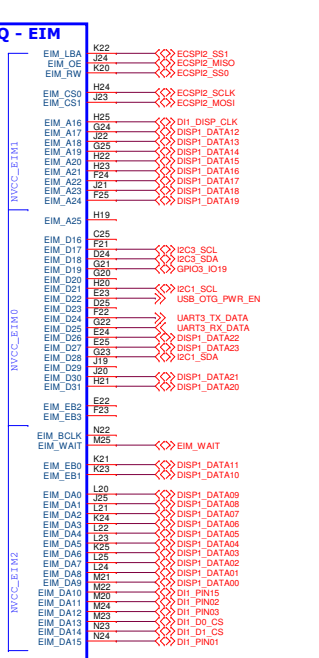 Q - EIM
EIM_LBA K22 ECSPI2_SS1
EIM_OE J24 ECSPI2_MISO
EIM_RW K20 ECSPI2_SS0
EIM_CS0 H24 ECSPI2_SCLK
EIM_CS1 J23 ECSPI2_MOSI
NVCC_EIM1
EIM_A16 H25 DI1_DISP_CLK
EIM_A17 G24 DISP1_DATA12
EIM_A18 J22 DISP1_DATA13
EIM_A19 G25 DISP1_DATA14
EIM_A20 H22 DISP1_DATA15
EIM_A21 H23 DISP1_DATA16
EIM_A22 F24 DISP1_DATA17
EIM_A23 J21 DISP1_DATA18
EIM_A24 F25 DISP1_DATA19
EIM_A25 H19
EIM_D16 C25
EIM_D17 F21 I2C3_SCL
EIM_D18 D24 I2C3_SDA
EIM_D19 G21 GPIO3_IO19
EIM_D20 G20
EIM_D21 H20 I2C1_SCL
EIM_D22 E23 USB_OTG_PWR_EN
EIM_D23 D25
NVCC_EIM0
EIM_D24 F22 UART3_TX_DATA
EIM_D25 G22 UART3_RX_DATA
EIM_D26 E24 DISP1_DATA22
EIM_D27 E25 DISP1_DATA23
EIM_D28 G23 I2C1_SDA
EIM_D29 J19
EIM_D30 J20 DISP1_DATA21
EIM_D31 H21 DISP1_DATA20
EIM_EB2 E22
EIM_EB3 F23
EIM_BCLK N22
EIM_WAIT M25 EIM_WAIT
EIM_EB0 K21 DISP1_DATA11
EIM_EB1 K23 DISP1_DATA10
EIM_DA0 L20 DISP1_DATA09
EIM_DA1 J25 DISP1_DATA08
EIM_DA2 L21 DISP1_DATA07
EIM_DA3 K24 DISP1_DATA06
EIM_DA4 L22 DISP1_DATA05
EIM_DA5 L23 DISP1_DATA04
EIM_DA6 K25 DISP1_DATA03
EIM_DA7 L25 DISP1_DATA02
EIM_DA8 L24 DISP1_DATA01
EIM_DA9 M21 DISP1_DATA00
NVCC_EIM2
EIM_DA10 M22 DI1_PIN15
EIM_DA11 M20 DI1_PIN02
EIM_DA12 M24 DI1_PIN03
EIM_DA13 M23 DI1_D0_CS
EIM_DA14 N23 DI1_D1_CS
EIM_DA15 N24 DI1_PIN01